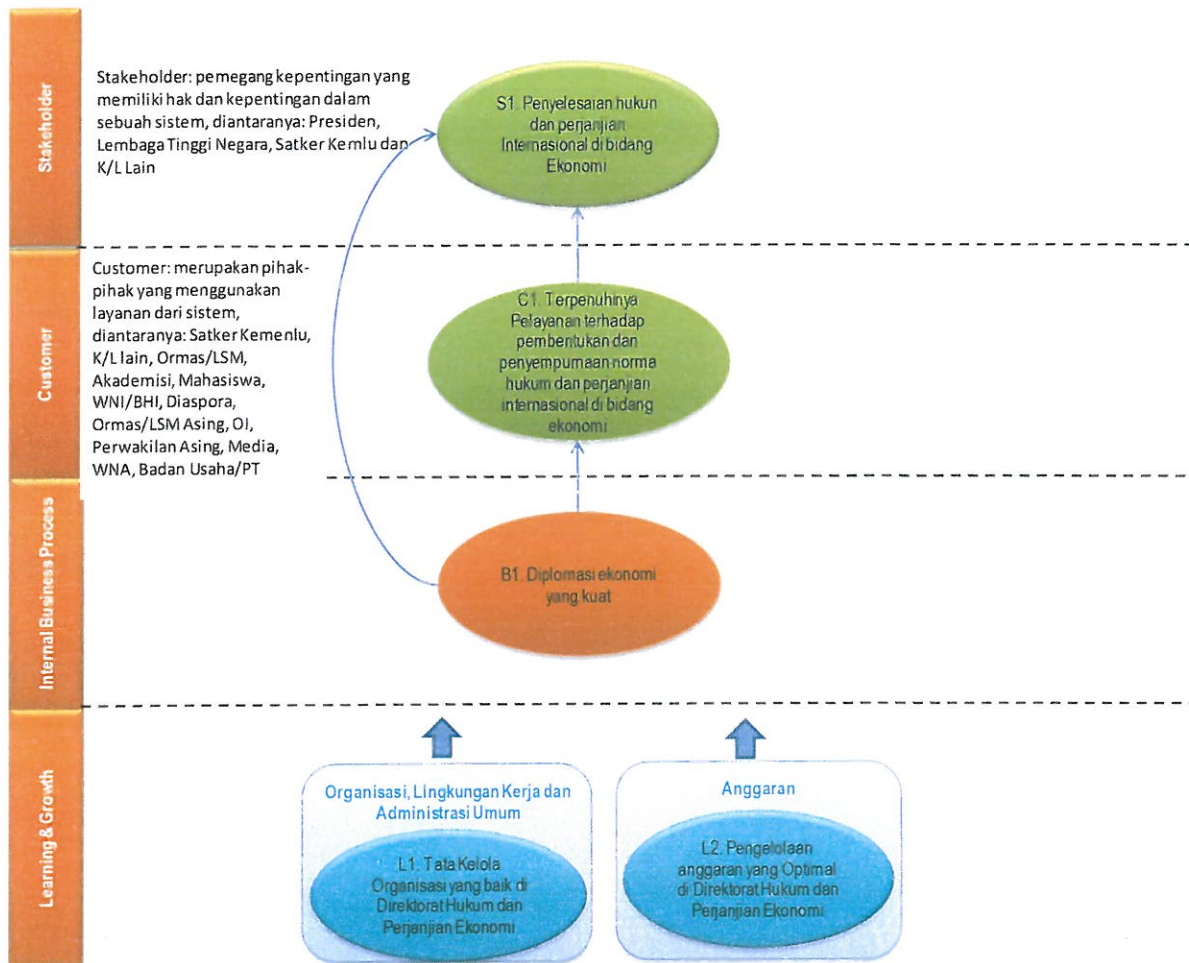 Stakeholder
Stakeholder: pemegang kepentingan yang
memiliki hak dan kepentingan dalam
sebuah sistem, diantaranya: Presiden,
Lembaga Tinggi Negara, Satker Kemlu dan
K/L Lain
S1. Penyelesaian hukun
dan perjanjian
Internasional di bidang
Ekonomi
Customer
Customer: merupakan pihak-
pihak yang menggunakan
layanan dari sistem,
diantaranya: Satker Kemenlu,
K/L lain, Ormas/LSM,
Akademisi, Mahasiswa,
WNI/BHI, Diaspora,
Ormas/LSM Asing, OI,
Perwakilan Asing, Media,
WNA, Badan Usaha/PT
C1. Terpenuhinya
Pelayanan terhadap
pembentukan dan
penyempurnaan norma
hukum dan perjanjian
internasional di bidang
ekonomi
Internal Business Process
B1. Diplomasi ekonomi
yang kuat
Learning & Growth
Organisasi, Lingkungan Kerja dan
Administrasi Umum
L1. Tata Kelola
Organisasi yang baik di
Direktorat Hukum dan
Perjanjian Ekonomi
Anggaran
L2. Pengelolaan
anggaran yang Optimal
di Direktorat Hukum dan
Perjanjian Ekonomi